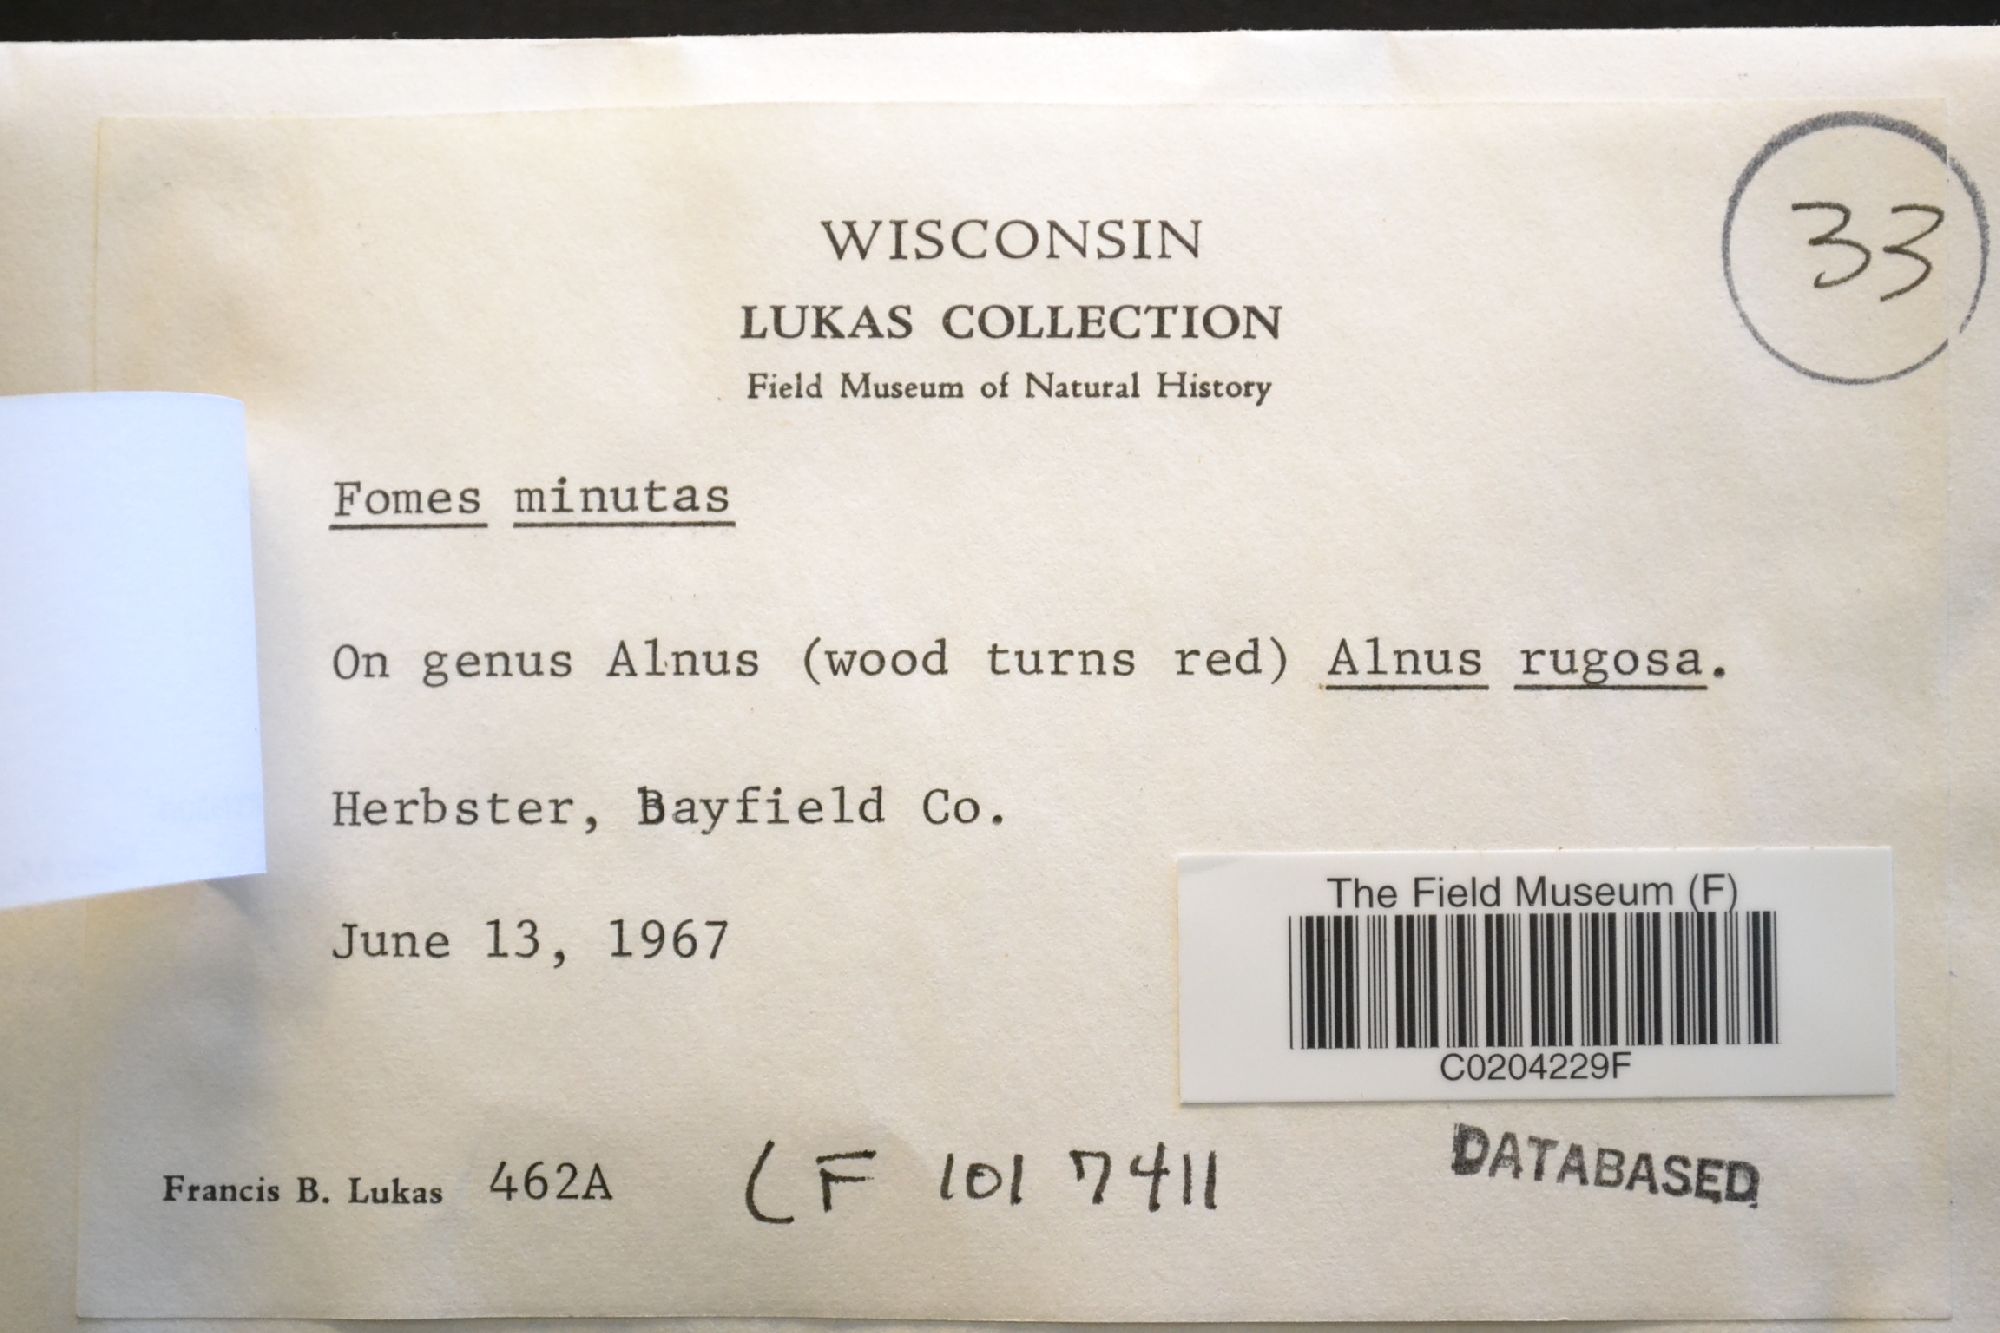 33
WISCONSIN
LUKAS COLLECTION
Field Museum of Natural History
Fomes minutas
On genus Alnus (wood turns red) Alnus rugosa.
Herbster, Bayfield Co.
June 13, 1967
The Field Museum (F)
C0204229F
DATABASED
Francis B. Lukas 462A
(F 1017411